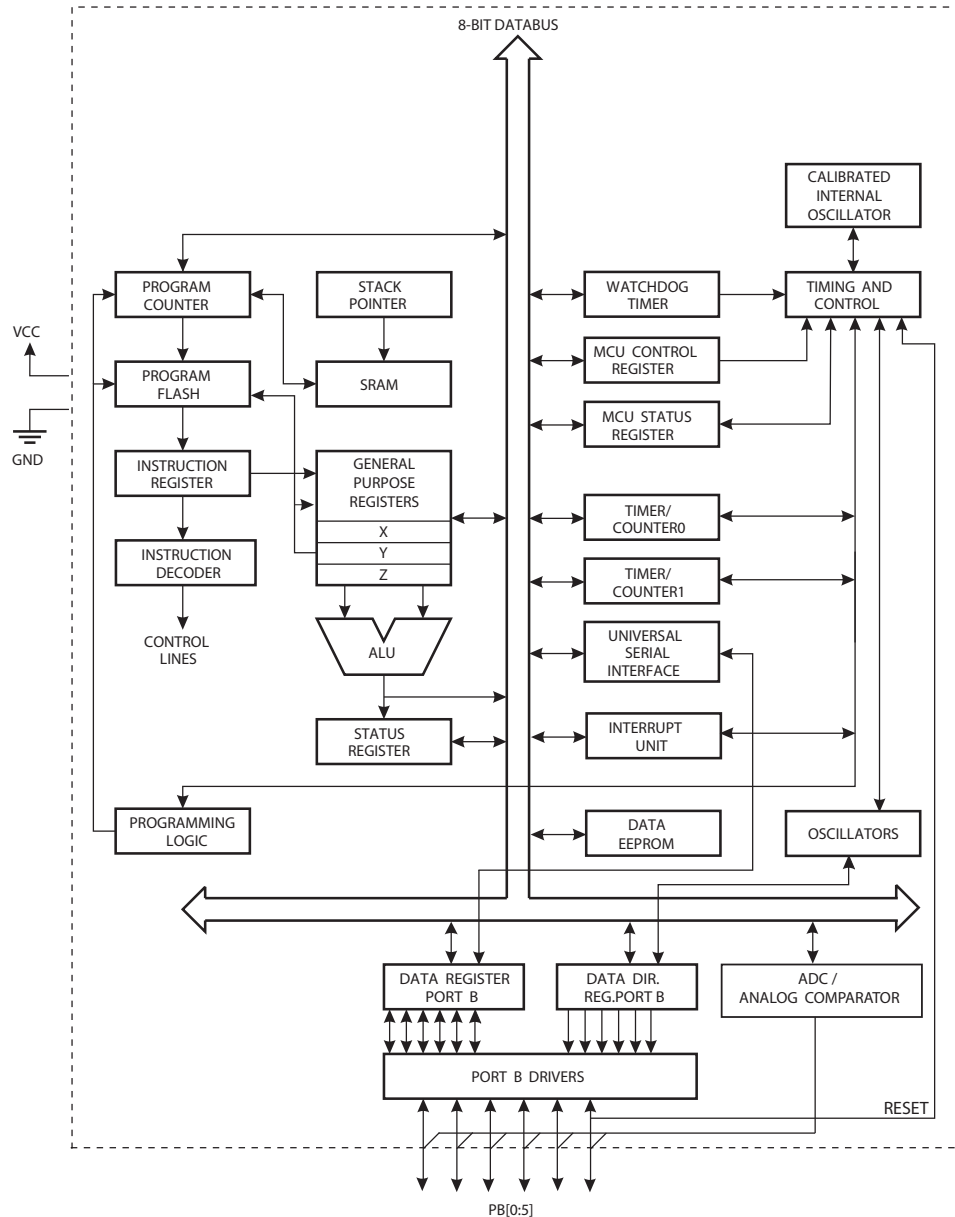 8-BIT DATABUS
CALIBRATED
INTERNAL
OSCILLATOR
PROGRAM
COUNTER
STACK
POINTER
WATCHDOG
TIMER
TIMING AND
CONTROL
VCC
PROGRAM
FLASH
SRAM
MCU CONTROL
REGISTER
MCU STATUS
REGISTER
GND
INSTRUCTION
REGISTER
GENERAL
PURPOSE
REGISTERS
X
Y
Z
TIMER/
COUNTER0
INSTRUCTION
DECODER
TIMER/
COUNTER1
CONTROL
LINES
ALU
UNIVERSAL
SERIAL
INTERFACE
STATUS
REGISTER
INTERRUPT
UNIT
PROGRAMMING
LOGIC
DATA
EEPROM
OSCILLATORS
DATA REGISTER
PORT B
DATA DIR.
REG.PORT B
ADC /
ANALOG COMPARATOR
PORT B DRIVERS
RESET
PB[0:5]